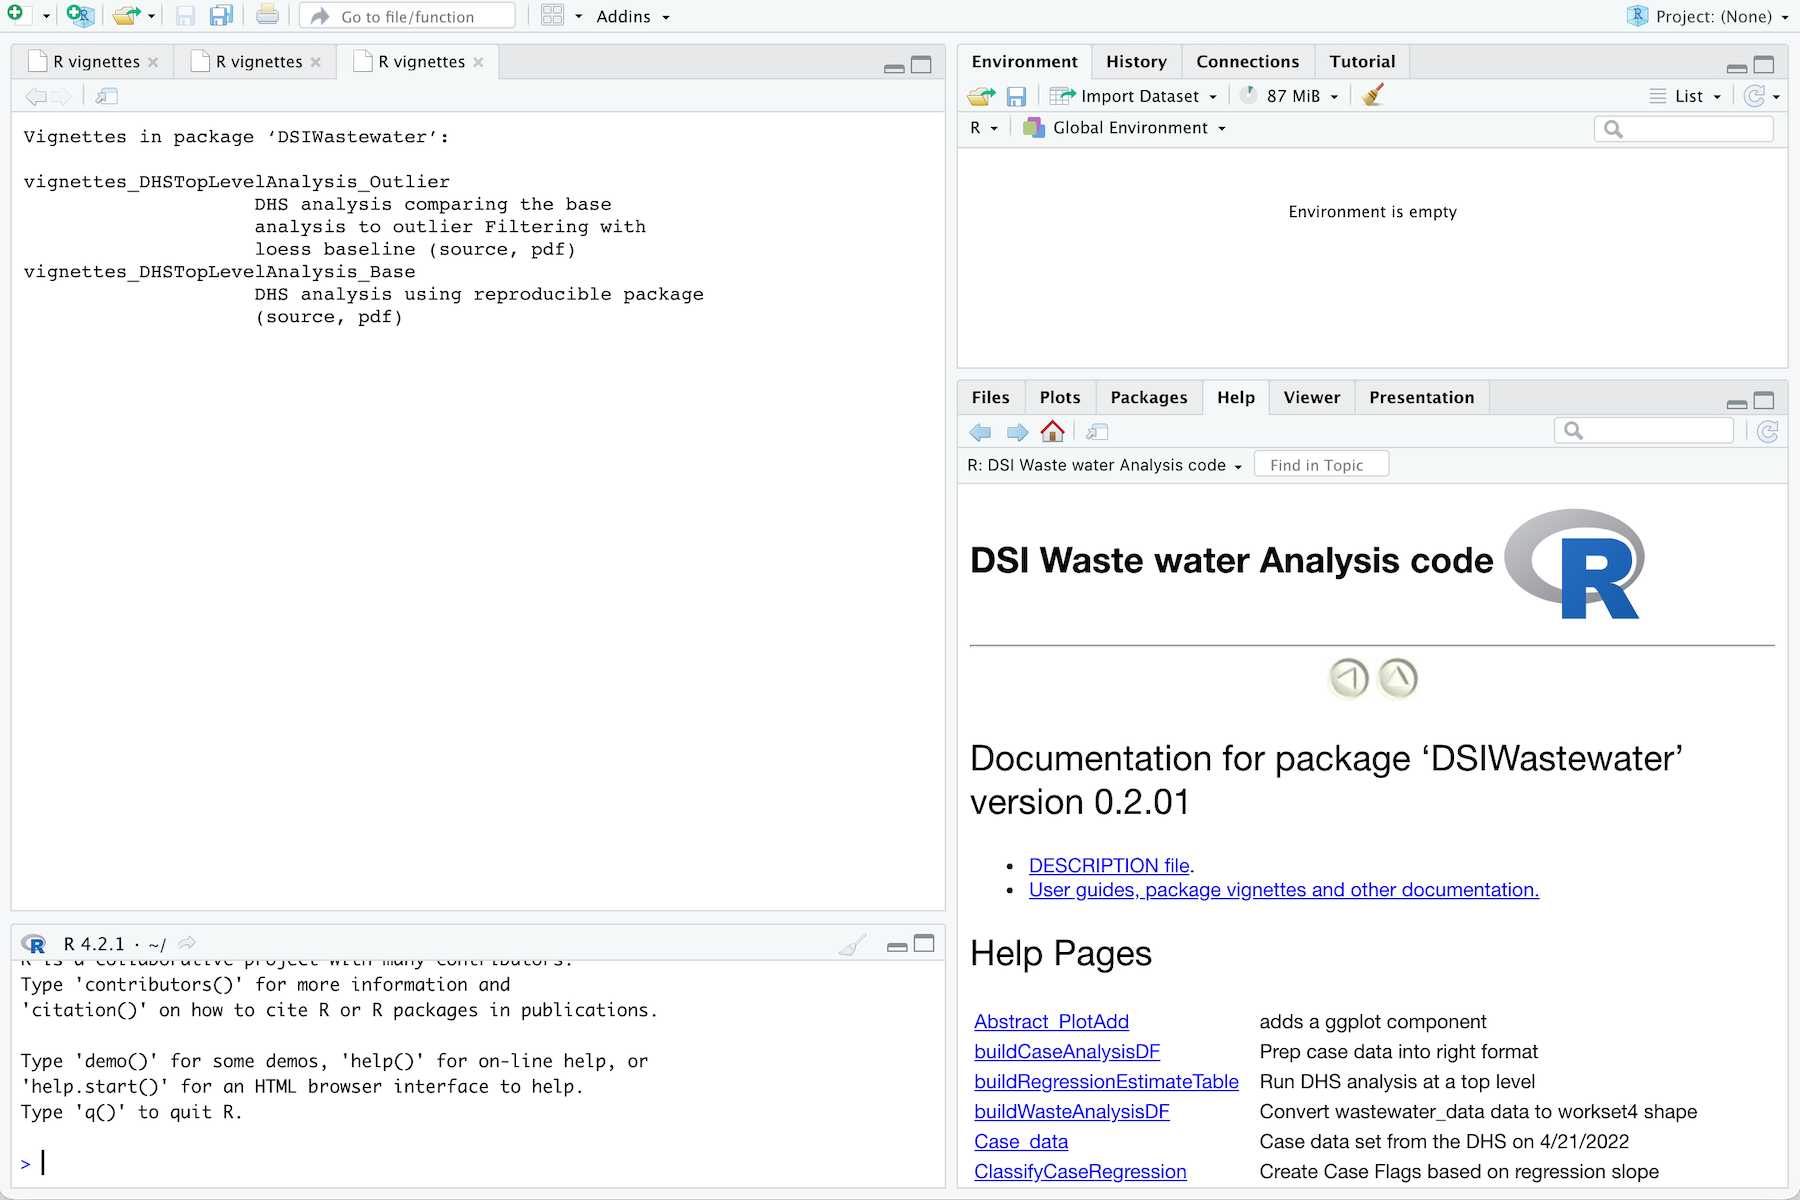 Go to file/function
Addins
Project: (None)
R vignettes
R vignettes
R vignettes
Vignettes in package ‘DSIWastewater’:
vignettes_DHSTopLevelAnalysis_Outlier
DHS analysis comparing the base
analysis to outlier Filtering with
loess baseline (source, pdf)
vignettes_DHSTopLevelAnalysis_Base
DHS analysis using reproducible package
(source, pdf)
R 4.2.1 · ~/
R is a collaborative project with many contributors.
Type 'contributors()' for more information and
'citation()' on how to cite R or R packages in publications.
Type 'demo()' for some demos, 'help()' for on-line help, or
'help.start()' for an HTML browser interface to help.
Type 'q()' to quit R.
>
Environment History Connections Tutorial
Import Dataset 87 MiB List
R Global Environment
Environment is empty
Files Plots Packages Help Viewer Presentation
R: DSI Waste water Analysis code Find in Topic
DSI Waste water Analysis code R
Documentation for package ‘DSIWastewater’
version 0.2.01
• DESCRIPTION file.
• User guides, package vignettes and other documentation.
Help Pages
Abstract_PlotAdd adds a ggplot component
buildCaseAnalysisDF Prep case data into right format
buildRegressionEstimateTable Run DHS analysis at a top level
buildWasteAnalysisDF Convert wastewater_data data to workset4 shape
Case_data Case data set from the DHS on 4/21/2022
ClassifyCaseRegression Create Case Flags based on regression slope